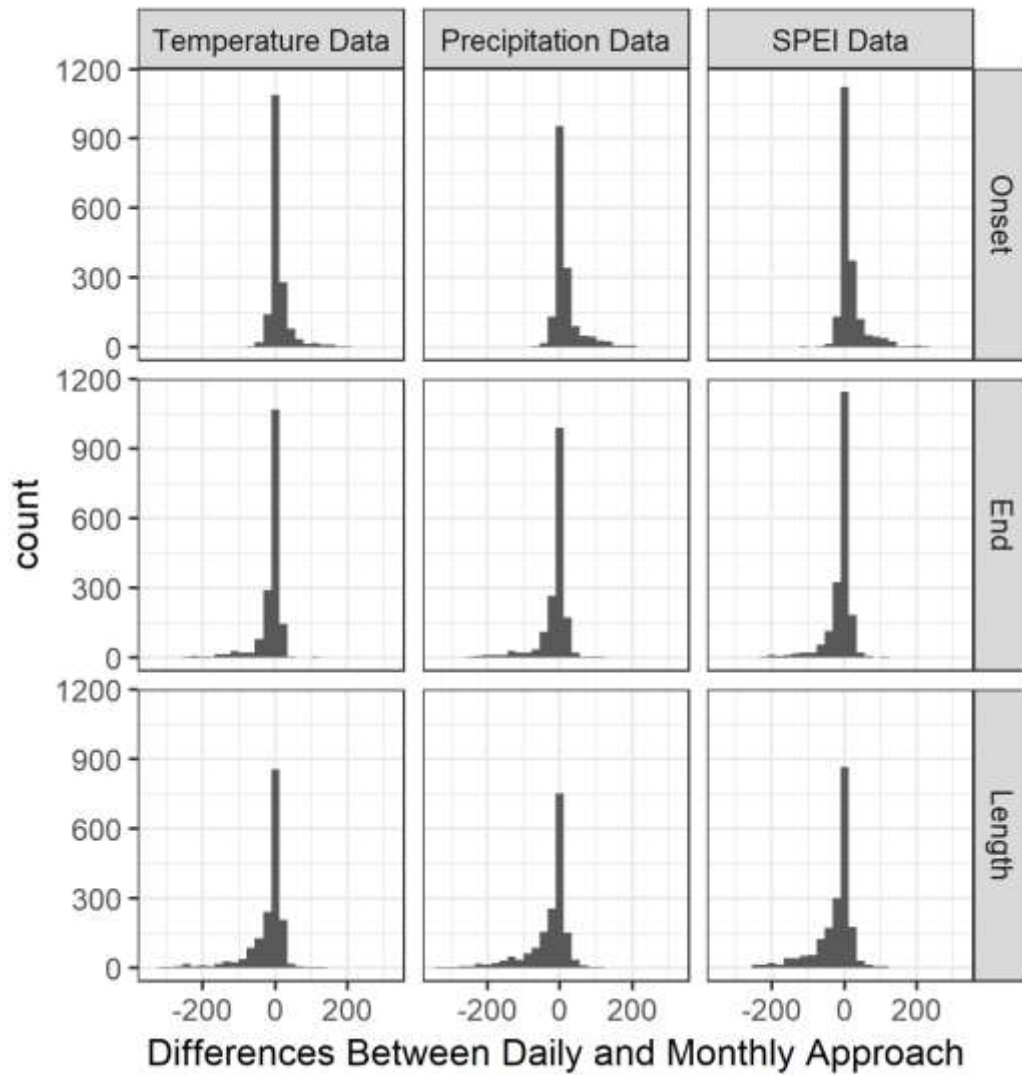 Temperature Data Precipitation Data SPEI Data
1200
900
600
300
0
Onset
1200
900
600
300
0
End
1200
900
600
300
0
Length
count
-200 0 200 -200 0 200 -200 0 200
Differences Between Daily and Monthly Approach